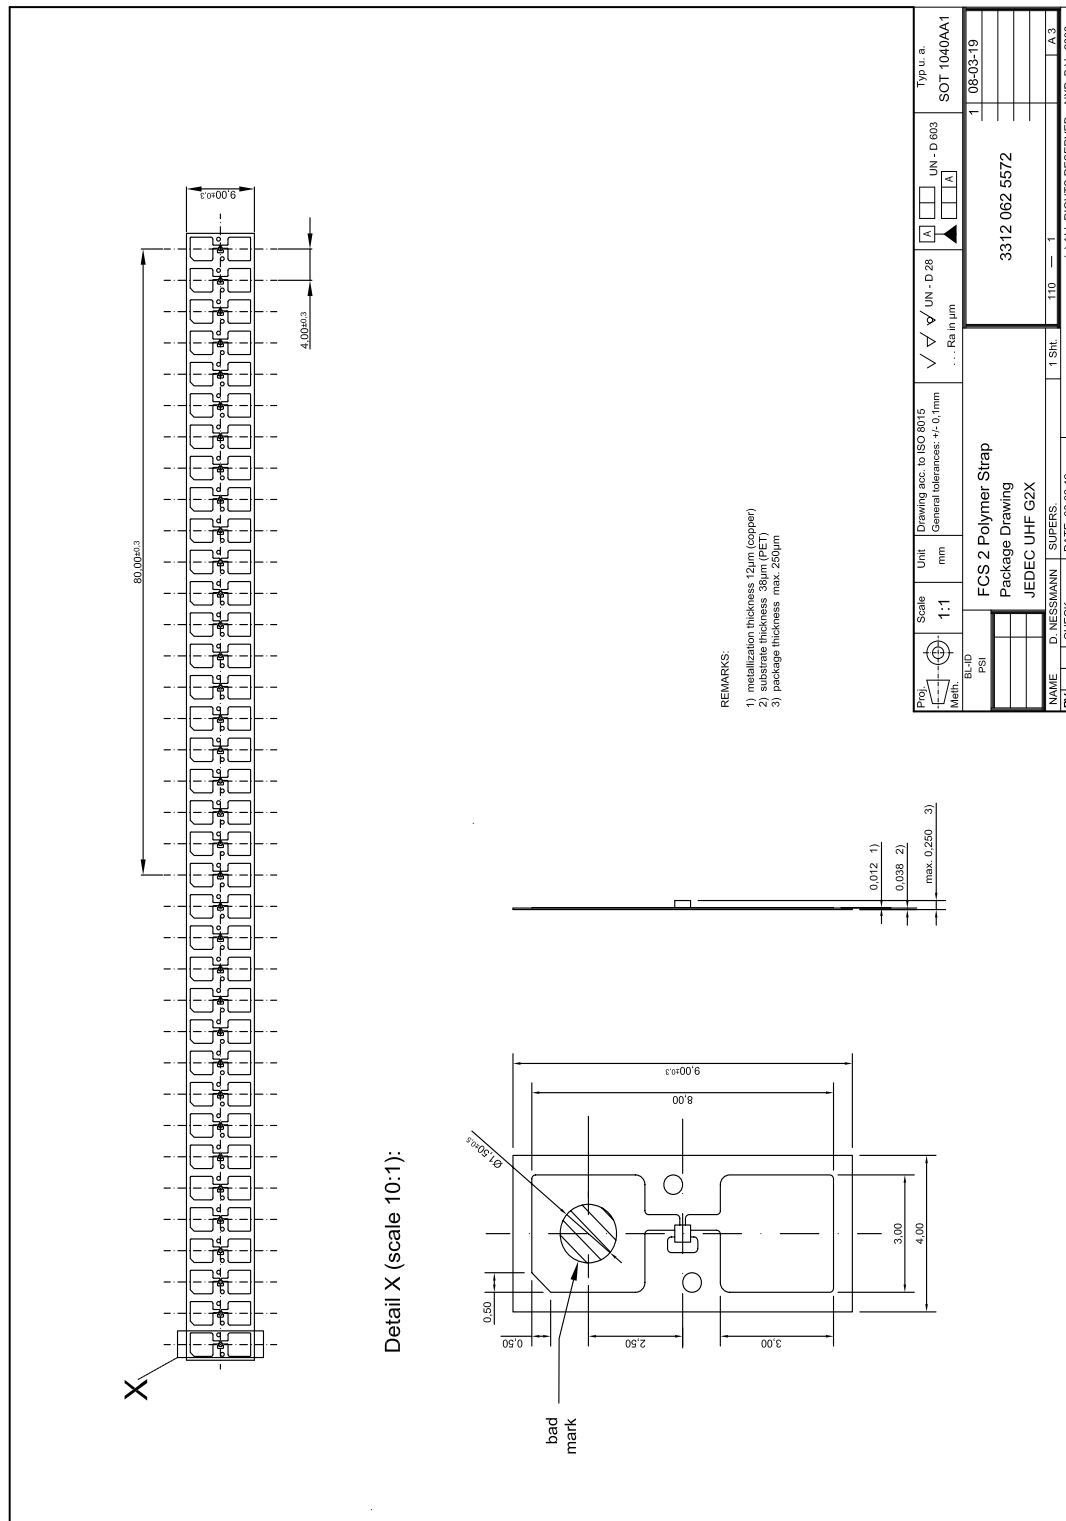 X
80,00±0.3
9,00±0.3
4,00±0.3
Detail X (scale 10:1):
bad
mark
Ø1,50±0.5
0,50
0,50
2,50
3,00
8,00
9,00±0.3
3,00
4,00
0,012 1)
0,038 2)
max. 0,250 3)
REMARKS:
1) metallization thickness 12µm (copper)
2) substrate thickness 38µm (PET)
3) package thickness max. 250µm
Proj.
Meth.
Scale
1:1
Unit
mm
Drawing acc. to ISO 8015
General tolerances: +/- 0,1mm
UN - D 28
. . . Ra in µm
A
UN - D 603
A
Typ u. a.
SOT 1040AA1
BL-ID
PSI
FCS 2 Polymer Strap
Package Drawing
JEDEC UHF G2X
3312 062 5572
1 08-03-19
NAME D. NESSMANN SUPERS. 1 Sht. 110 — 1 A 3